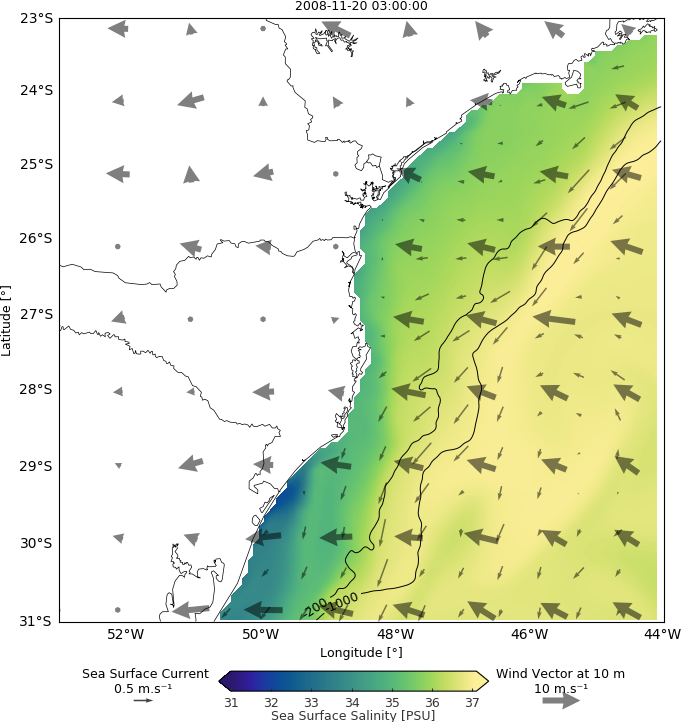 2008-11-20 03:00:00
23°S
24°S
25°S
26°S
27°S
28°S
29°S
30°S
31°S
Latitude [°]
-200
-1000
52°W 50°W 48°W 46°W 44°W
Longitude [°]
Sea Surface Current
0.5 m.s⁻¹
31 32 33 34 35 36 37
Sea Surface Salinity [PSU]
Wind Vector at 10 m
10 m.s⁻¹